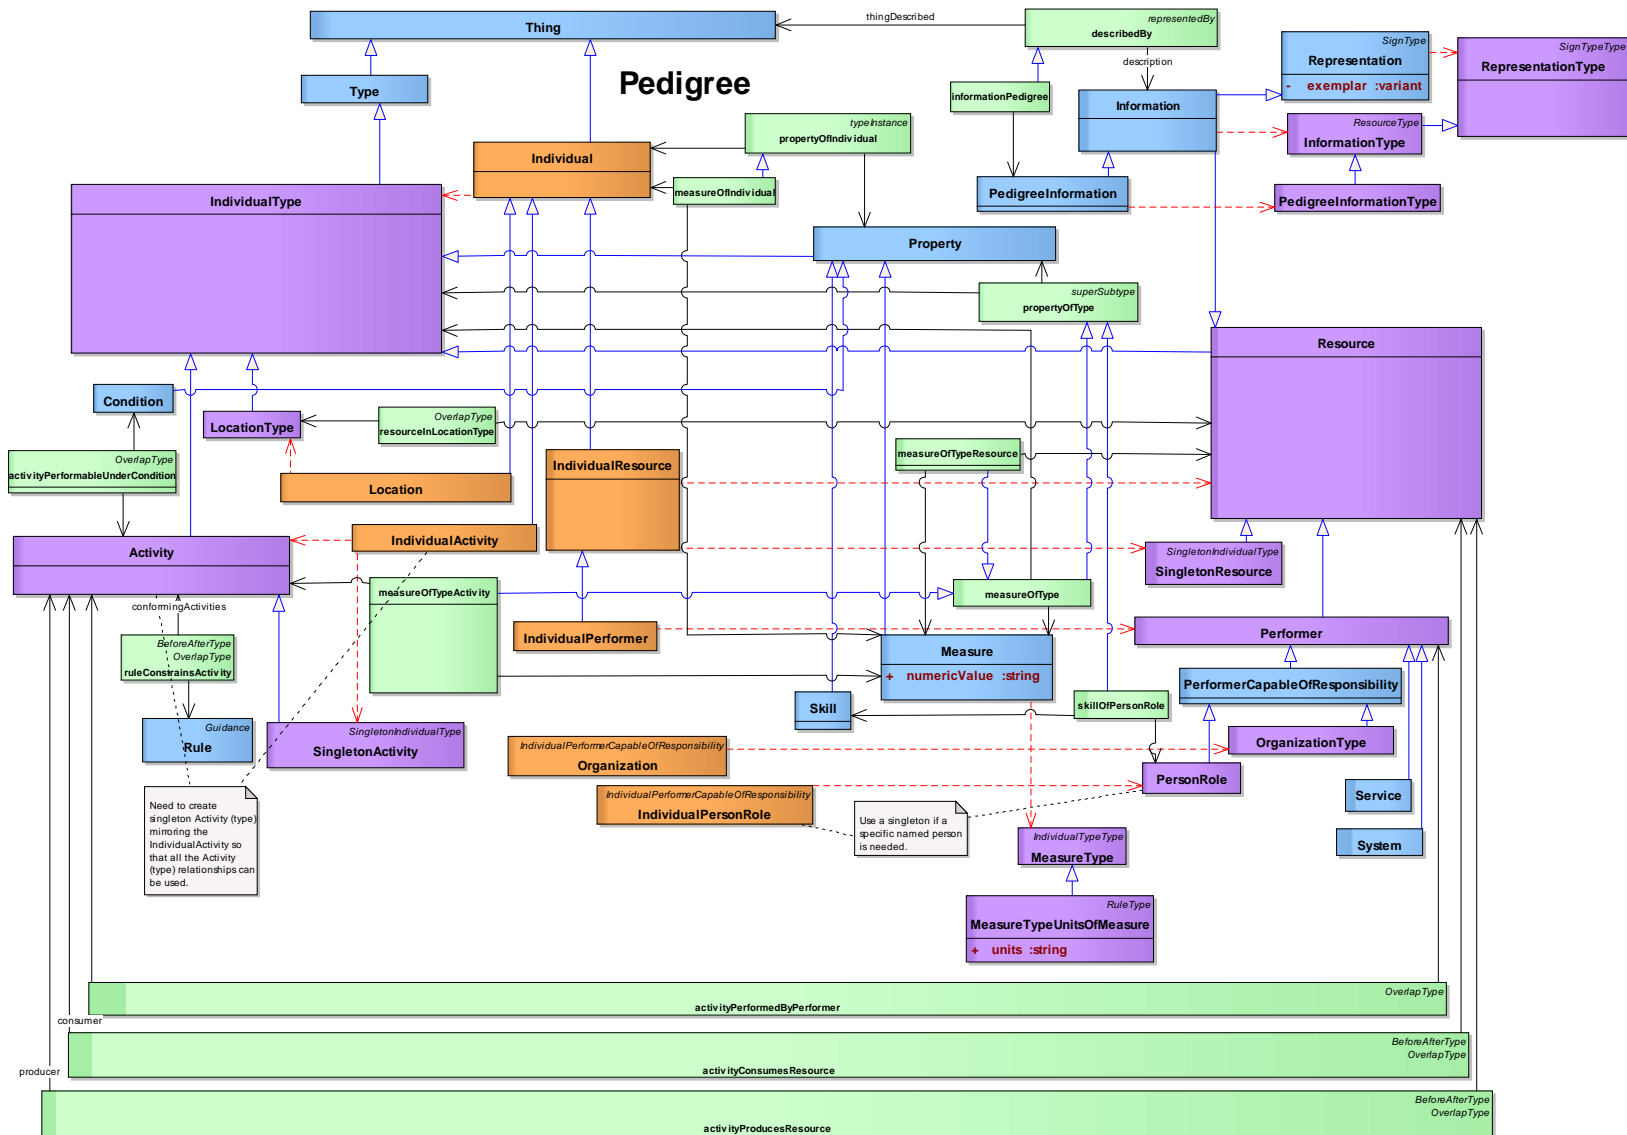 Thing
thingDescribed
representedBy
describedBy
description
SignType
Representation
- exemplar :variant
SignTypeType
RepresentationType
Type
Pedigree
informationPedigree
Information
ResourceType
InformationType
typeInstance
propertyOfIndividual
Individual
measureOfIndividual
PedigreeInformation
PedigreeInformationType
IndividualType
Property
superSubtype
propertyOfType
Resource
Condition
LocationType
OverlapType
resourceInLocationType
OverlapType
activityPerformableUnderCondition
measureOfTypeResource
IndividualResource
Location
Activity
IndividualActivity
SingletonIndividualType
SingletonResource
measureOfTypeActivity
measureOfType
conformingActivities
BeforeAfterType
OverlapType
ruleConstrainsActivity
IndividualPerformer
Performer
Measure
+ numericValue :string
PerformerCapableOfResponsibility
Skill
skillOfPersonRole
Guidance
Rule
SingletonIndividualType
SingletonActivity
IndividualPerformerCapableOfResponsibility
Organization
OrganizationType
PersonRole
IndividualPerformerCapableOfResponsibility
IndividualPersonRole
Service
Need to create
singleton Activity (type)
mirroring the
IndividualActivity so
that all the Activity
(type) relationships can
be used.
Use a singleton if a
specific named person
is needed.
IndividualTypeType
MeasureType
System
RuleType
MeasureTypeUnitsOfMeasure
+ units :string
OverlapType
activityPerformedByPerformer
consumer
BeforeAfterType
OverlapType
activityConsumesResource
producer
BeforeAfterType
OverlapType
activityProducesResource